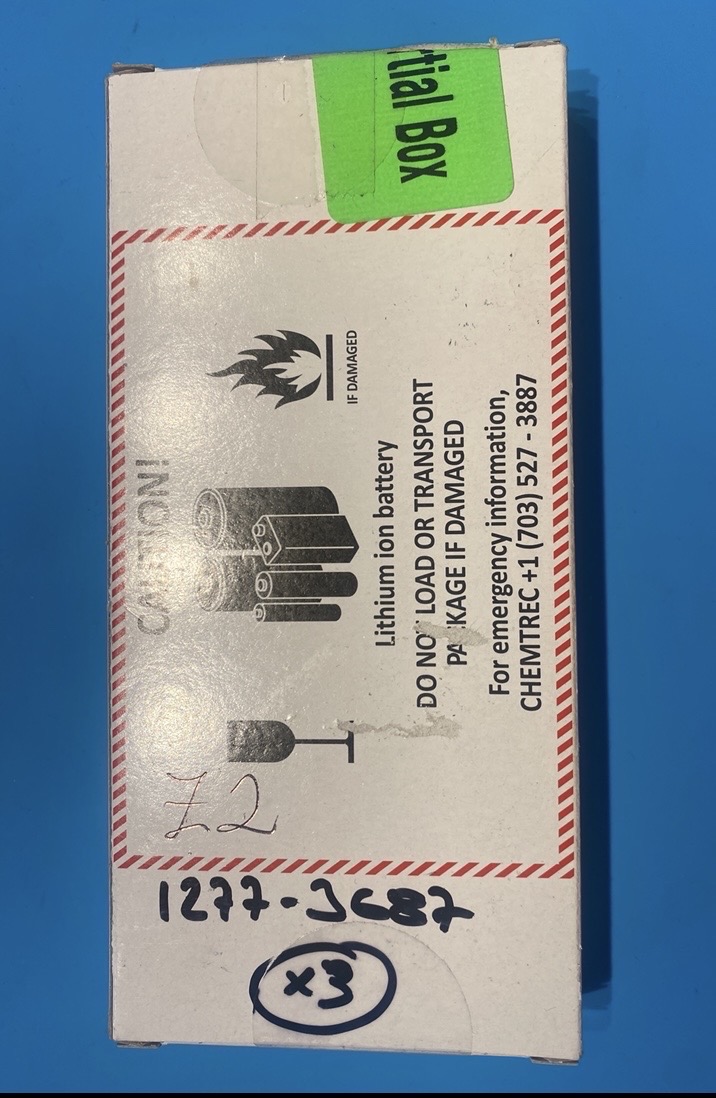 tial Box
CAUTION!
IF DAMAGED
Lithium ion battery
DO NOT LOAD OR TRANSPORT
PACKAGE IF DAMAGED
For emergency information,
CHEMTREC +1 (703) 527 - 3887
Z2
1277-3687
x3